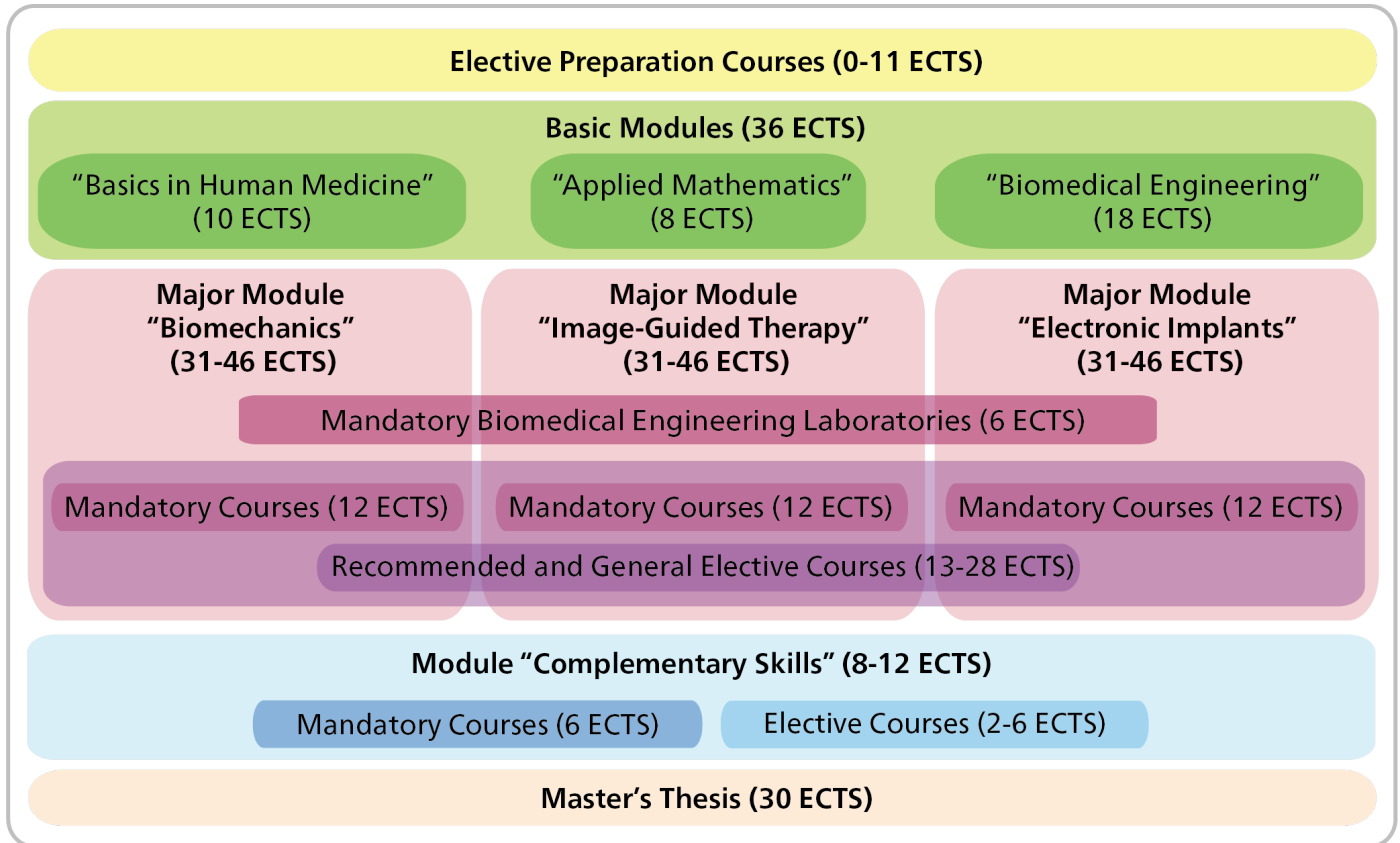 Elective Preparation Courses (0-11 ECTS)
Basic Modules (36 ECTS)
“Basics in Human Medicine”
(10 ECTS)
“Applied Mathematics”
(8 ECTS)
“Biomedical Engineering”
(18 ECTS)
Major Module
“Biomechanics”
(31-46 ECTS)
Major Module
“Image-Guided Therapy”
(31-46 ECTS)
Major Module
“Electronic Implants”
(31-46 ECTS)
Mandatory Biomedical Engineering Laboratories (6 ECTS)
Mandatory Courses (12 ECTS)
Mandatory Courses (12 ECTS)
Mandatory Courses (12 ECTS)
Recommended and General Elective Courses (13-28 ECTS)
Module “Complementary Skills” (8-12 ECTS)
Mandatory Courses (6 ECTS)
Elective Courses (2-6 ECTS)
Master’s Thesis (30 ECTS)